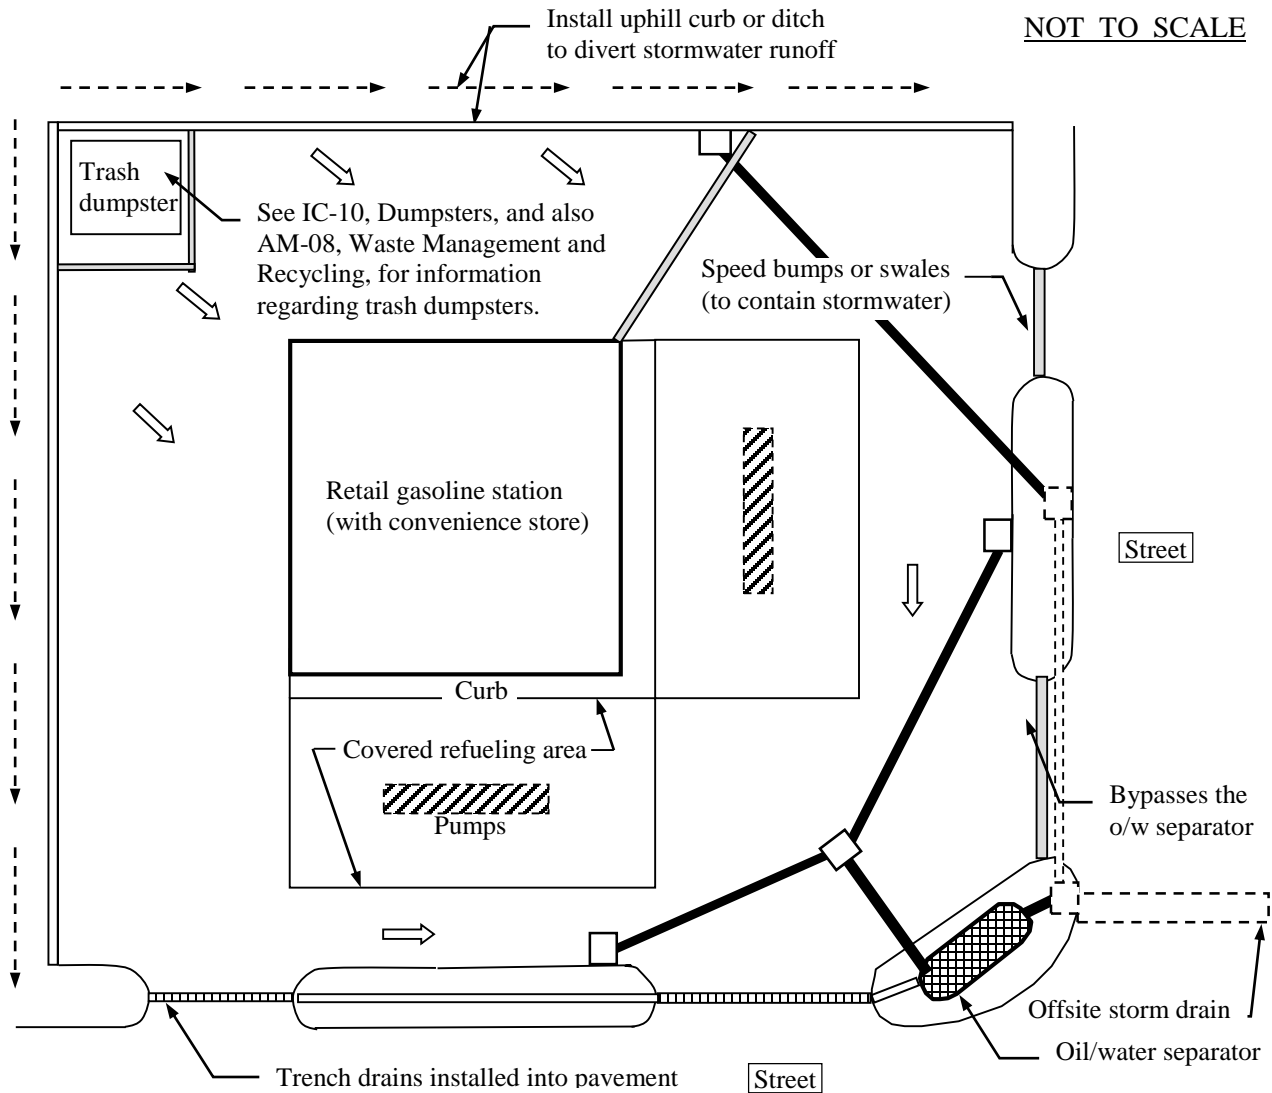 Install uphill curb or ditch
to divert stormwater runoff
NOT TO SCALE
Trash
dumpster
See IC-10, Dumpsters, and also
AM-08, Waste Management and
Recycling, for information
regarding trash dumpsters.
Speed bumps or swales
(to contain stormwater)
Retail gasoline station
(with convenience store)
Street
Curb
Covered refueling area
Pumps
Bypasses the
o/w separator
Offsite storm drain
Oil/water separator
Trench drains installed into pavement
Street